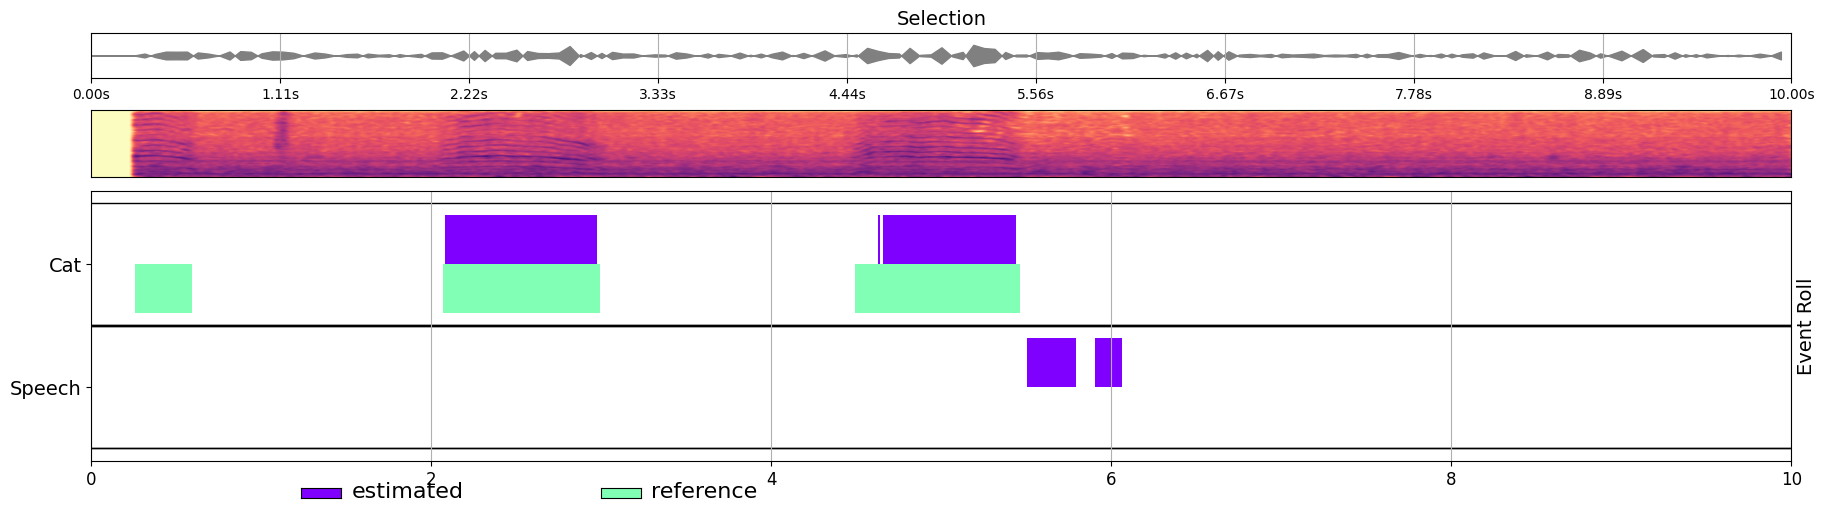 Selection
0.00s 1.11s 2.22s 3.33s 4.44s 5.56s 6.67s 7.78s 8.89s 10.00s
Cat
Speech
Event Roll
0 2 4 6 8 10
estimated reference